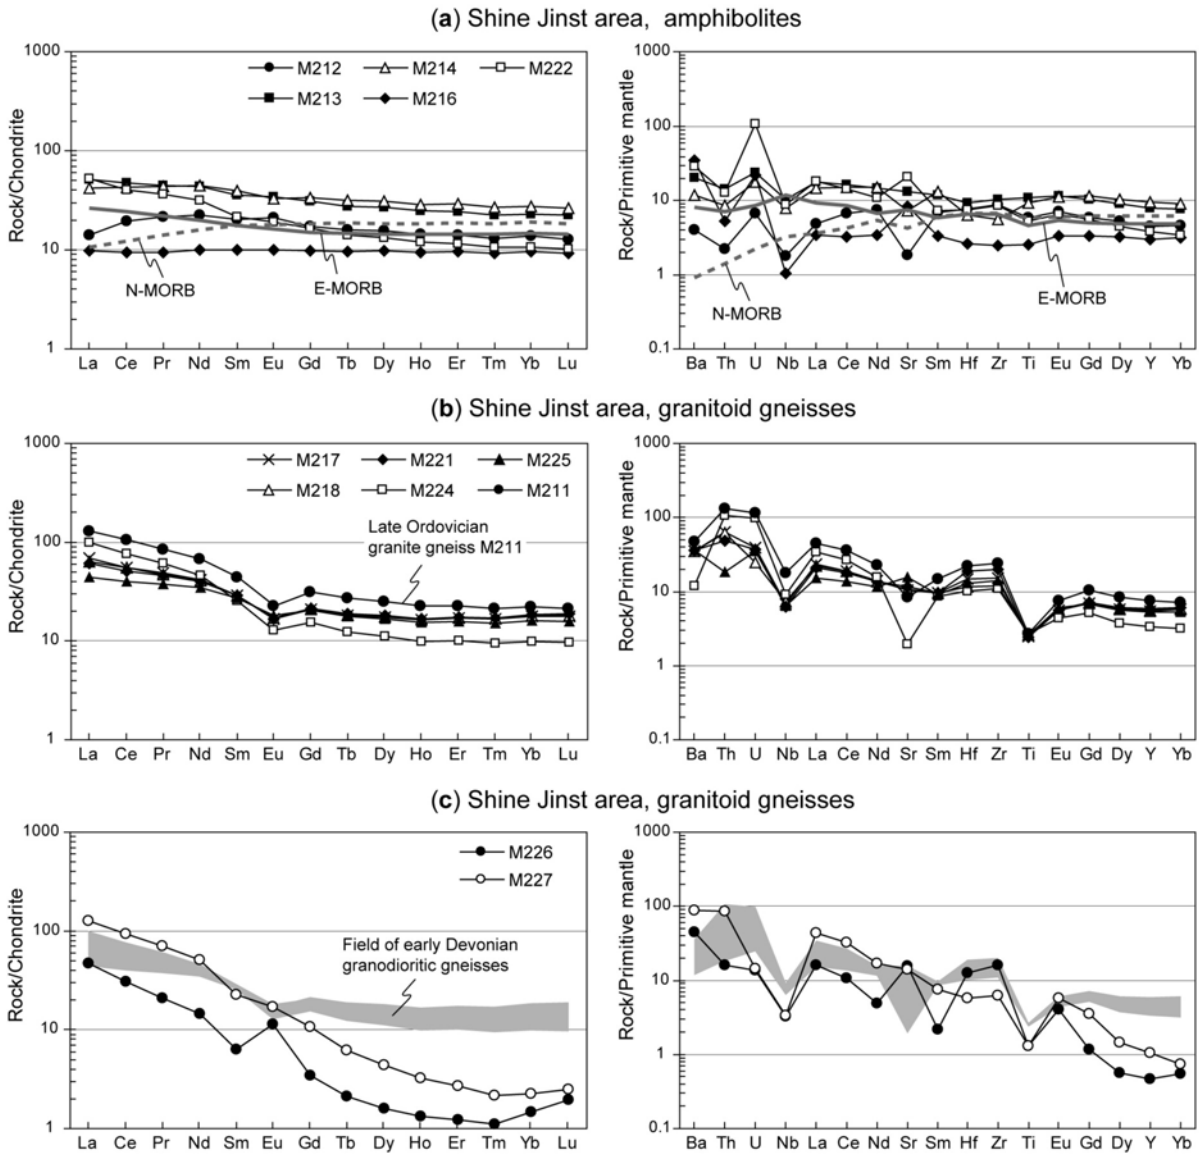 (a) Shine Jinst area, amphibolites
1000
100
10
1
Rock/Chondrite
M212
M214
M222
M213
M216
N-MORB
E-MORB
La Ce Pr Nd Sm Eu Gd Tb Dy Ho Er Tm Yb Lu
1000
100
10
1
0.1
Rock/Primitive mantle
N-MORB
E-MORB
Ba Th U Nb La Ce Nd Sr Sm Hf Zr Ti Eu Gd Dy Y Yb
(b) Shine Jinst area, granitoid gneisses
1000
100
10
1
Rock/Chondrite
M217
M221
M225
M218
M224
M211
Late Ordovician
granite gneiss M211
La Ce Pr Nd Sm Eu Gd Tb Dy Ho Er Tm Yb Lu
1000
100
10
1
0.1
Rock/Primitive mantle
Ba Th U Nb La Ce Nd Sr Sm Hf Zr Ti Eu Gd Dy Y Yb
(c) Shine Jinst area, granitoid gneisses
1000
100
10
1
Rock/Chondrite
M226
M227
Field of early Devonian
granodioritic gneisses
La Ce Pr Nd Sm Eu Gd Tb Dy Ho Er Tm Yb Lu
1000
100
10
1
0.1
Rock/Primitive mantle
Ba Th U Nb La Ce Nd Sr Sm Hf Zr Ti Eu Gd Dy Y Yb